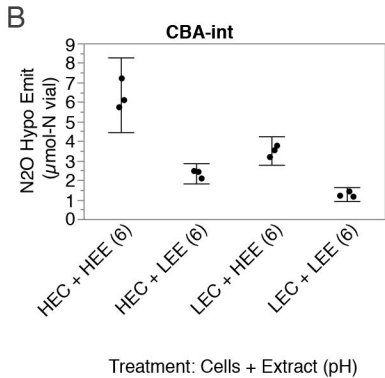 B
CBA-int
N2O Hypo Emit
(µmol-N vial)
9
8
7
6
5
4
3
2
1
0
HEC + HEE (6)
HEC + LEE (6)
LEC + HEE (6)
LEC + LEE (6)
Treatment: Cells + Extract (pH)